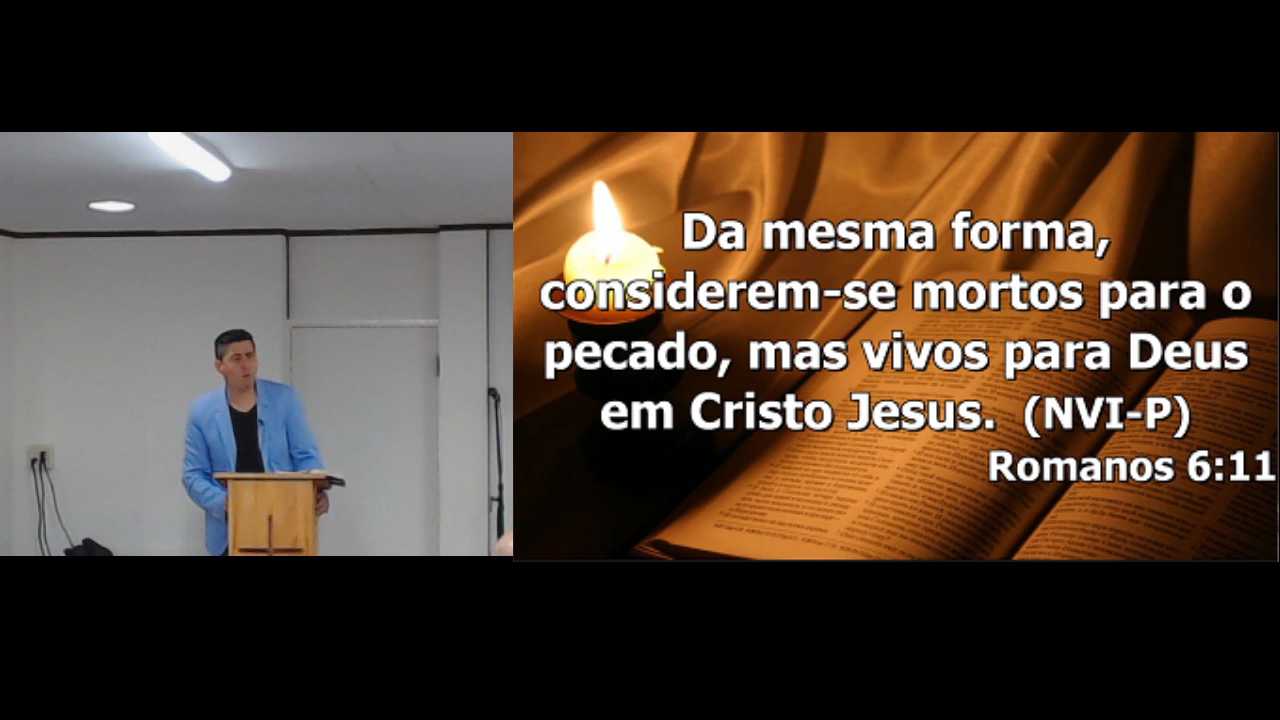 Da mesma forma,
considerem-se mortos para o
pecado, mas vivos para Deus
em Cristo Jesus. (NVI-P)
Romanos 6:11